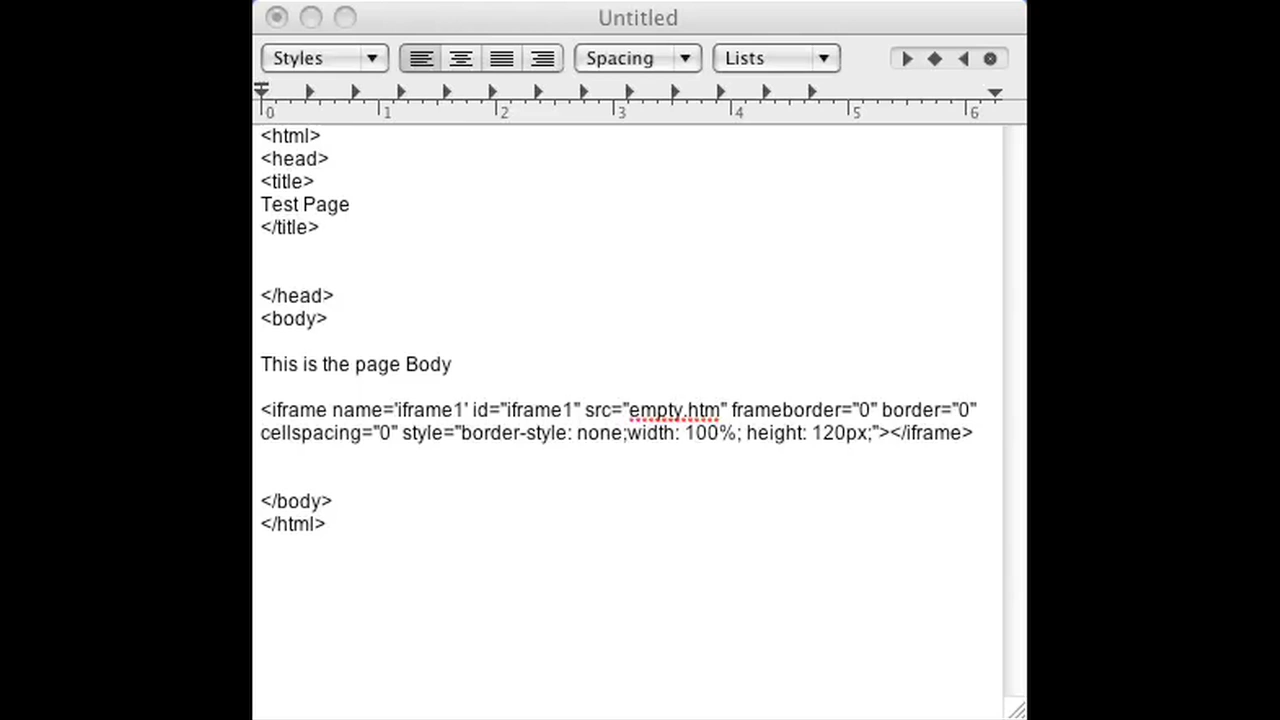 Untitled
Styles Spacing Lists
0 1 2 3 4 5 6
<html>
<head>
<title>
Test Page
</title>
</head>
<body>
This is the page Body
<iframe name='iframe1' id="iframe1" src="empty.htm" frameborder="0" border="0"
cellspacing="0" style="border-style: none;width: 100%; height: 120px;"></iframe>
</body>
</html>